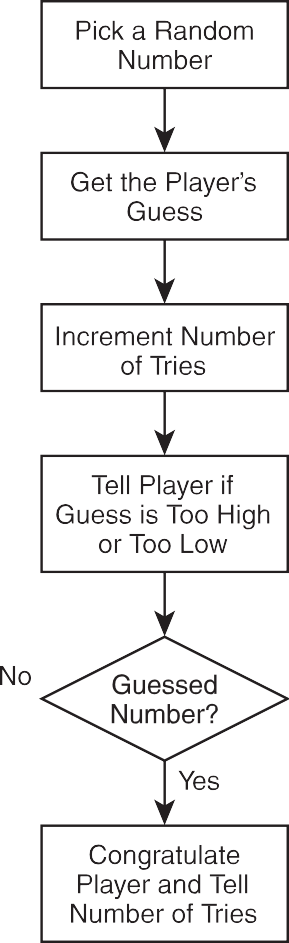 Pick a Random
Number
Get the Player's
Guess
Increment Number
of Tries
Tell Player if
Guess is Too High
or Too Low
No
Guessed
Number?
Yes
Congratulate
Player and Tell
Number of Tries